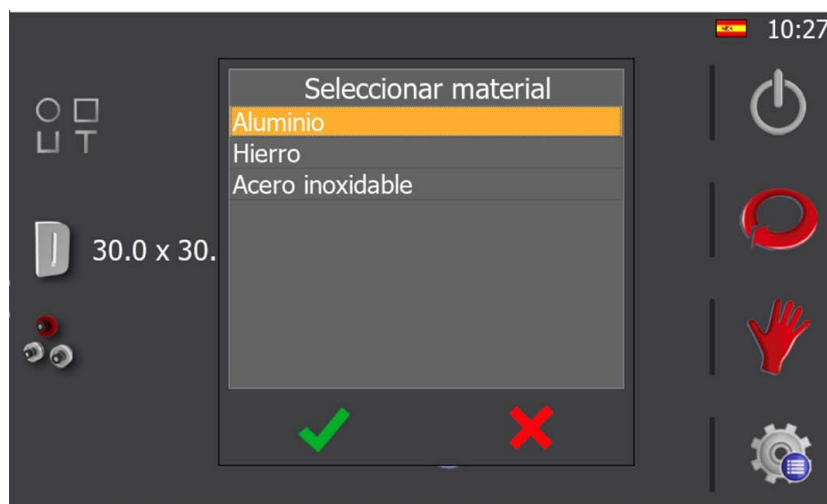 10:27
Seleccionar material
Aluminio
Hierro
Acero inoxidable
30.0 x 30.